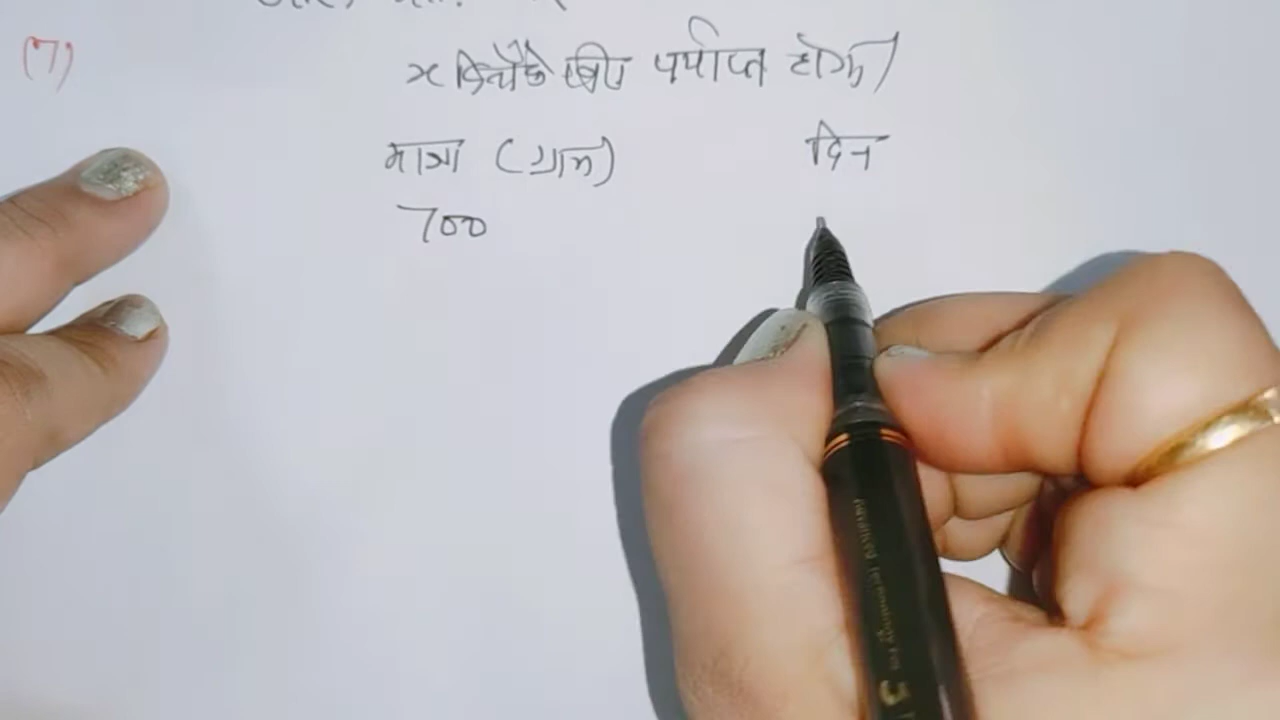 (7)
x दिनों के लिए पर्याप्त होगा।
मात्रा (ग्राम) दिन
700